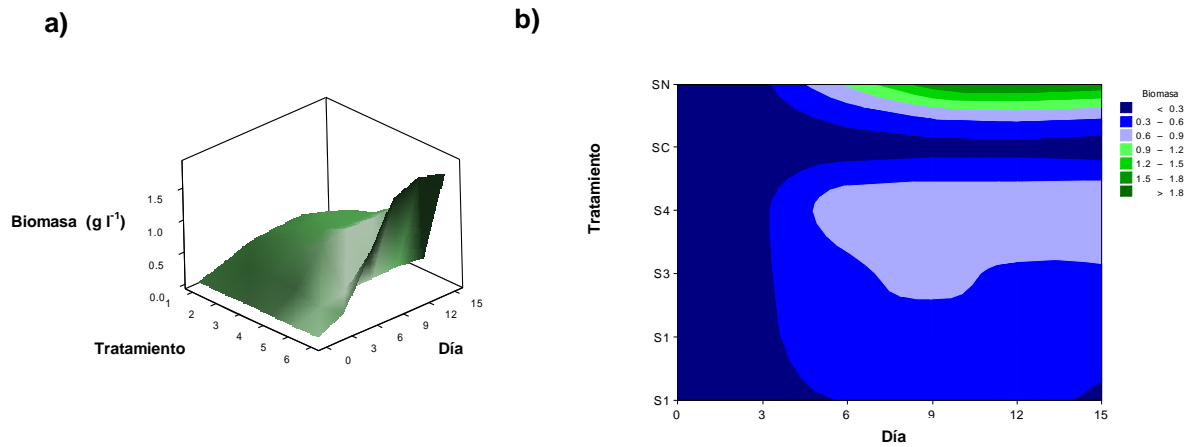 a)
Biomasa (g l-1)
1.5
1.0
0.5
0.0
1
2
3
4
5
6
Tratamiento
0
3
6
9
12
15
Día
b)
Tratamiento
SN
SC
S4
S3
S1
S1
0
3
6
9
12
15
Día
Biomasa
< 0.3
0.3 – 0.6
0.6 – 0.9
0.9 – 1.2
1.2 – 1.5
1.5 – 1.8
> 1.8